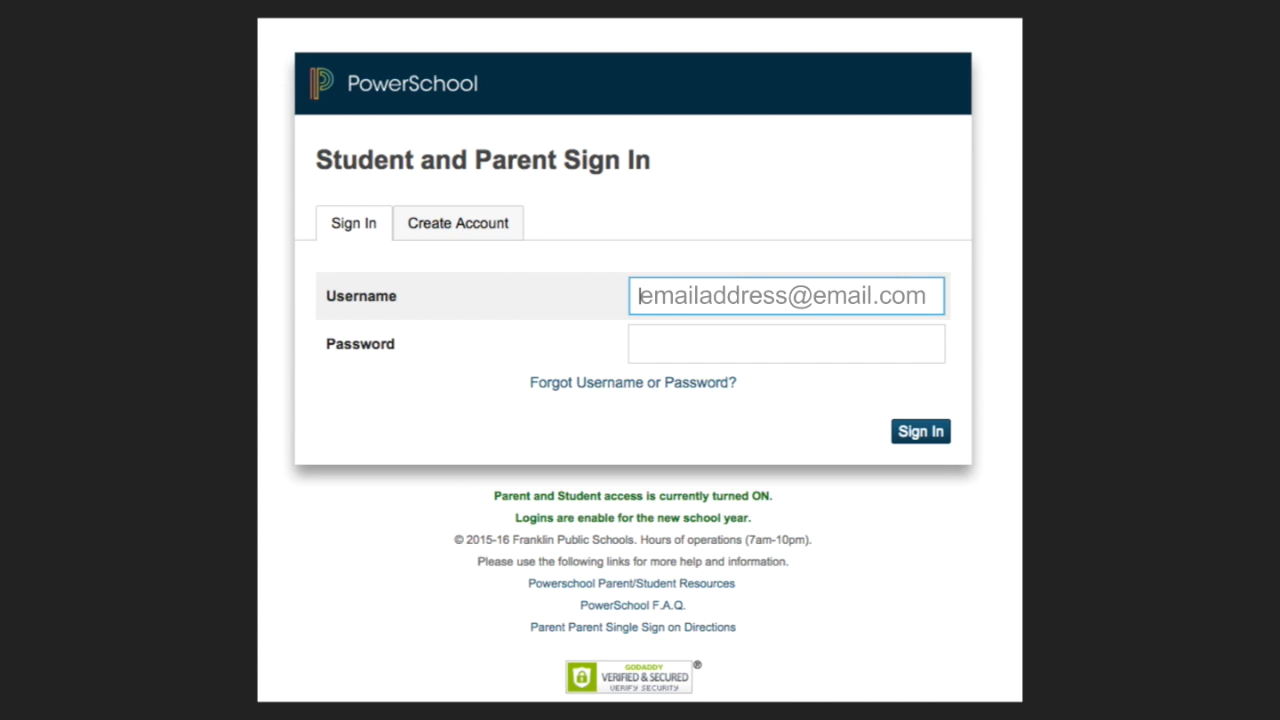 PowerSchool
Student and Parent Sign In
Sign In
Create Account
Username
emailaddress@email.com
Password
Forgot Username or Password?
Sign In
Parent and Student access is currently turned ON.
Logins are enable for the new school year.
© 2015-16 Franklin Public Schools. Hours of operations (7am-10pm).
Please use the following links for more help and information.
Powerschool Parent/Student Resources
PowerSchool F.A.Q.
Parent Parent Single Sign on Directions
GODADDY ®
VERIFIED & SECURED
VERIFY SECURITY